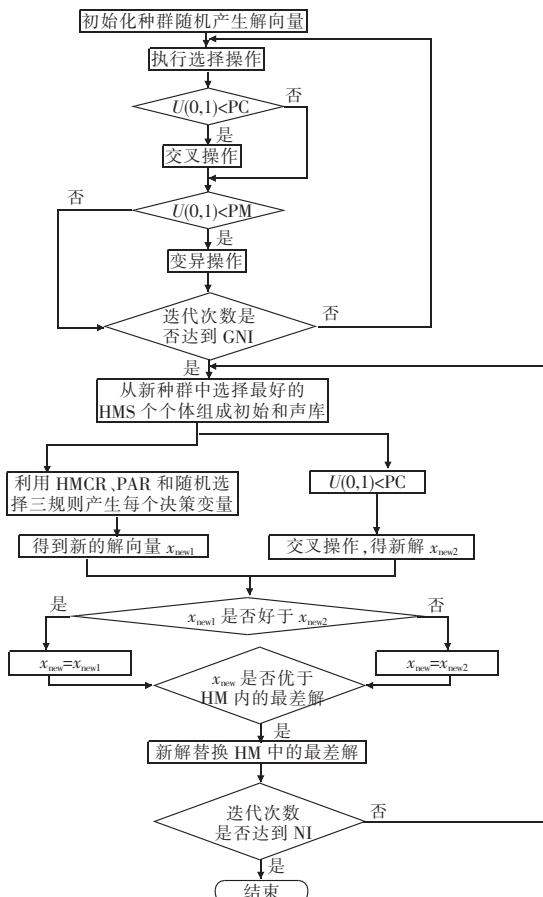 初始化种群随机产生解向量
执行选择操作
U(0,1)<PC
否
是
交叉操作
否
U(0,1)<PM
是
变异操作
迭代次数是
否达到 GNI
否
是
从新种群中选择最好的
HMS 个个体组成初始和声库
利用 HMCR、PAR 和随机选
择三规则产生每个决策变量
U(0,1)<PC
得到新的解向量 xnew1
交叉操作,得新解 xnew2
是
xnew1 是否好于 xnew2
否
xnew=xnew1
xnew 是否优于
HM 内的最差解
xnew=xnew2
是
新解替换 HM 中的最差解
迭代次数
是否达到 NI
否
是
结束